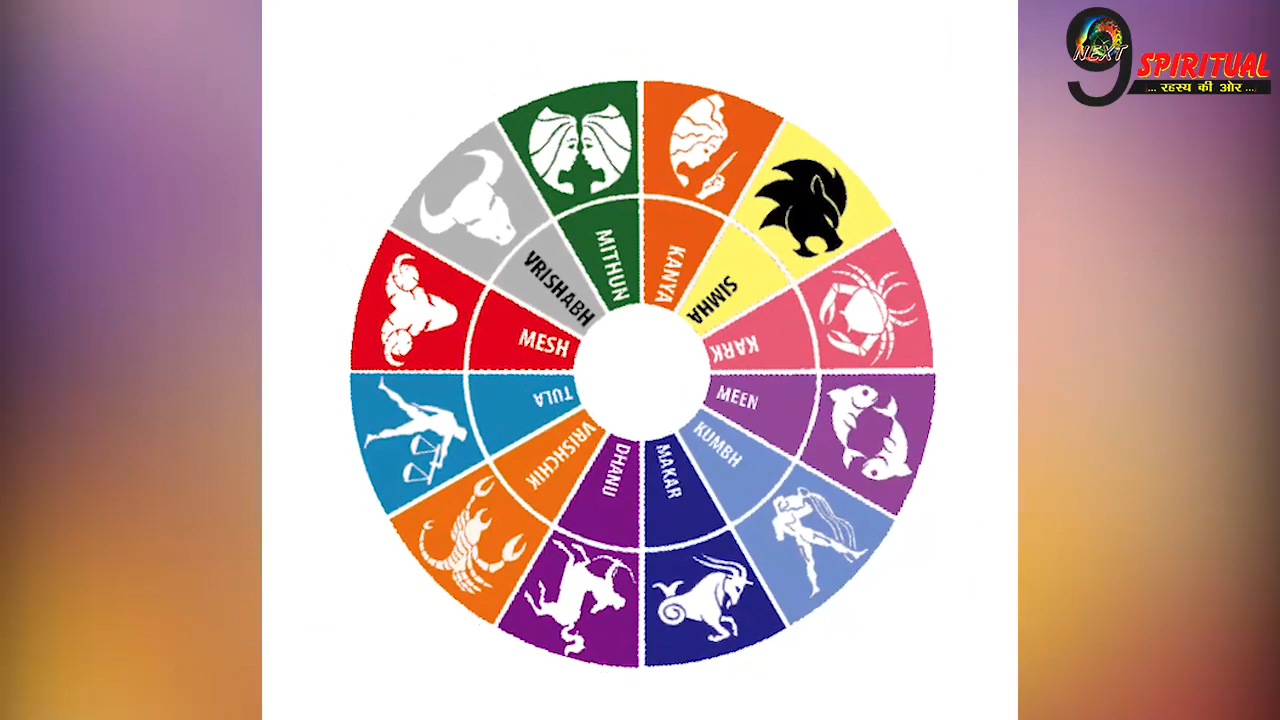 NEXT
9
SPIRITUAL
... रहस्य की ओर ...
MITHUN
KANYA
VRISHABH
SIMHA
MESH
KARK
TULA
MEEN
VRISHCHIK
KUMBH
DHANU
MAKAR